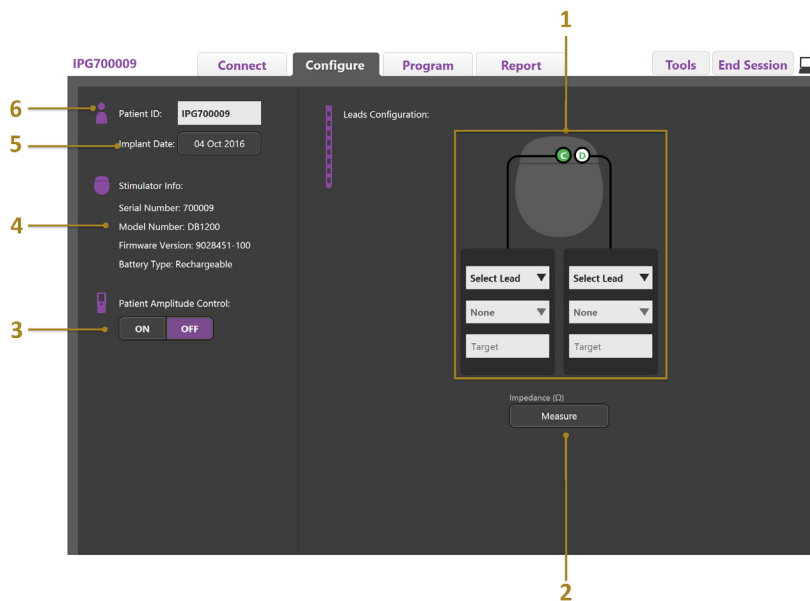 1
IPG700009
Connect
Configure
Program
Report
Tools
End Session
6
Patient ID:
IPG700009
Leads Configuration:
5
Implant Date:
04 Oct 2016
C
D
Stimulator Info:
Serial Number: 700009
4
Model Number: DB1200
Firmware Version: 9028451-100
Battery Type: Rechargeable
Select Lead
Select Lead
Patient Amplitude Control:
None
None
3
ON
OFF
Target
Target
Impedance (Ω)
Measure
2